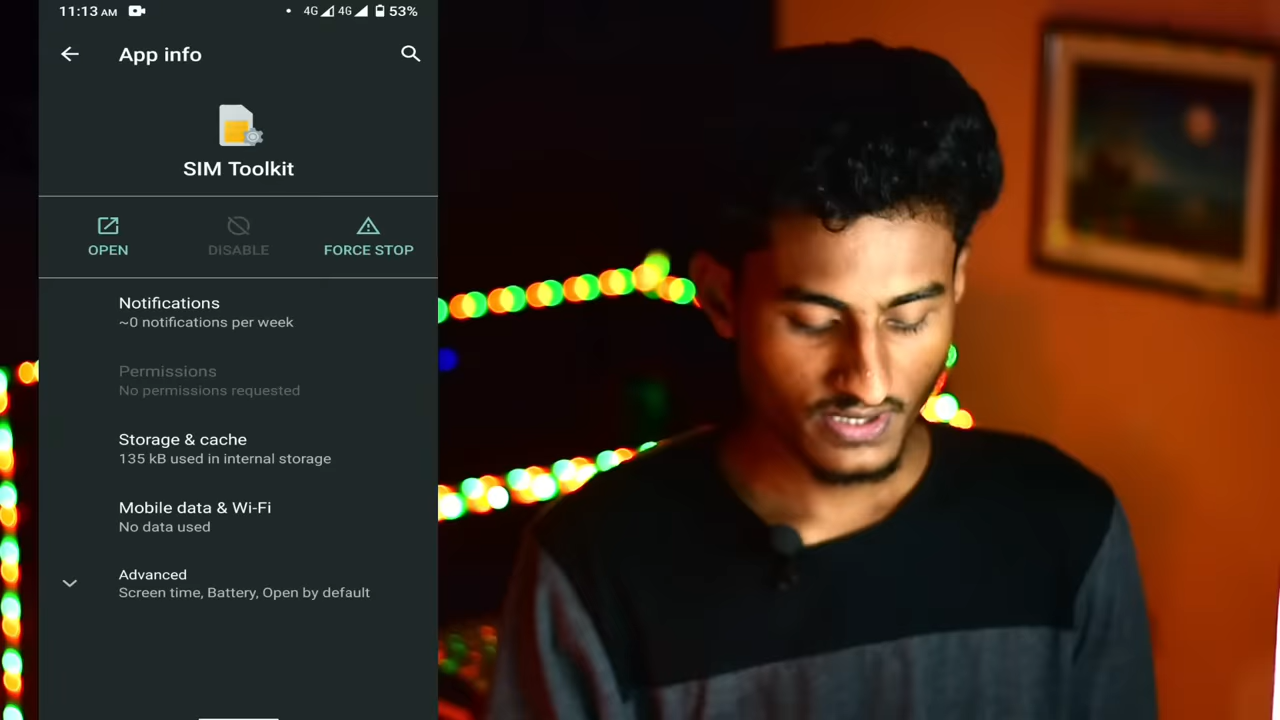 11:13 AM 4G 4G 53%
App info
SIM Toolkit
OPEN DISABLE FORCE STOP
Notifications
~0 notifications per week
Permissions
No permissions requested
Storage & cache
135 kB used in internal storage
Mobile data & Wi-Fi
No data used
Advanced
Screen time, Battery, Open by default